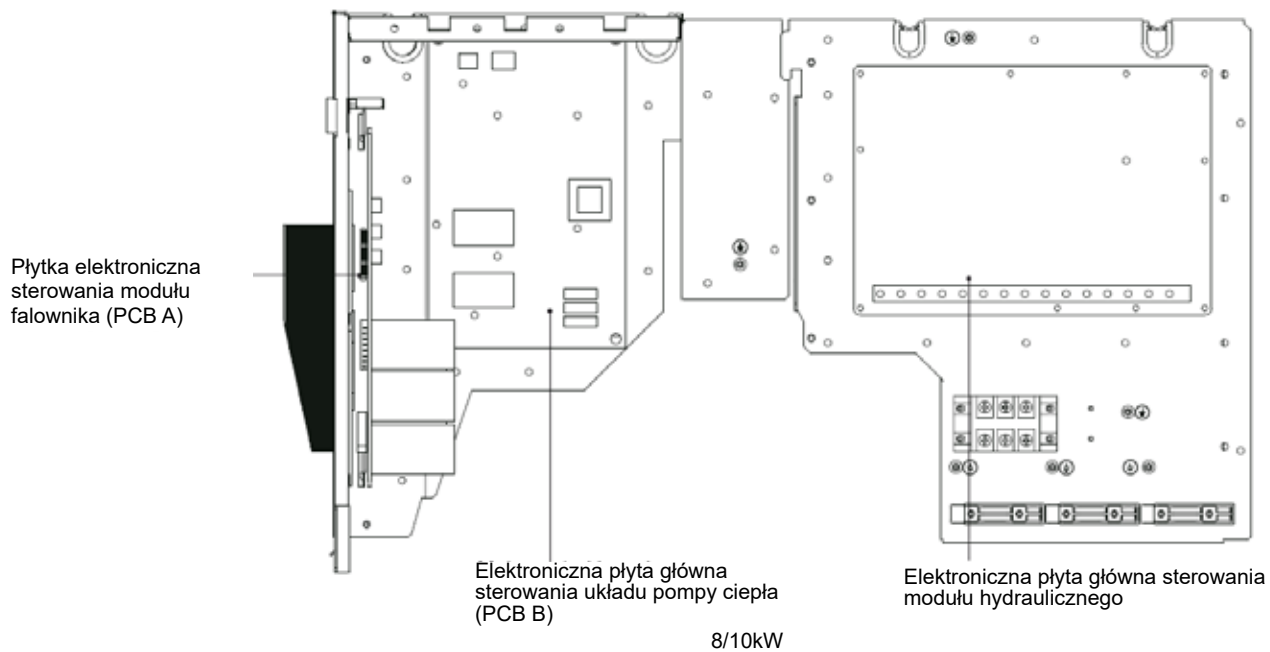 Płytka elektroniczna
sterowania modułu
falownika (PCB A)
Elektroniczna płyta główna
sterowania układu pompy ciepła
(PCB B)
Elektroniczna płyta główna sterowania
modułu hydraulicznego
8/10kW